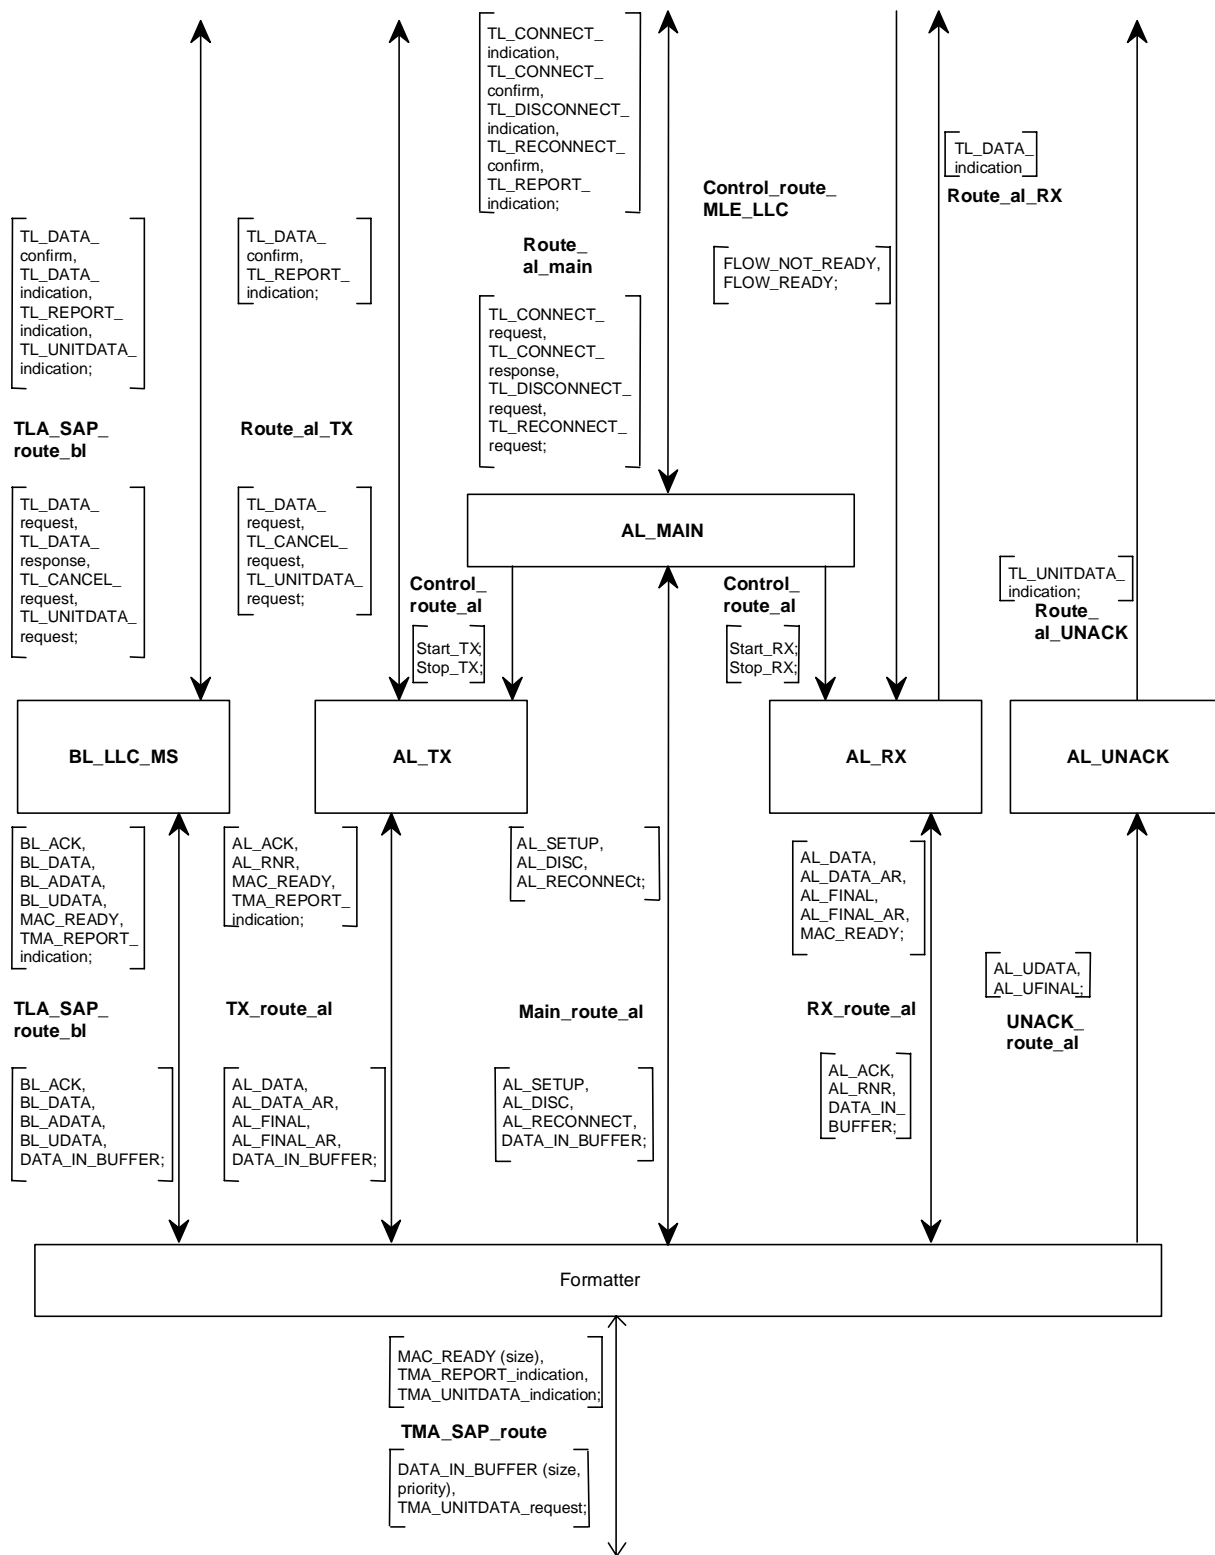 TL_CONNECT_
indication,
TL_CONNECT_
confirm,
TL_DISCONNECT_
indication,
TL_RECONNECT_
confirm,
TL_REPORT_
indication;
TL_DATA_
indication
Route_al_RX
Control_route_
MLE_LLC
FLOW_NOT_READY,
FLOW_READY;
Route_
al_main
TL_DATA_
confirm,
TL_DATA_
indication,
TL_REPORT_
indication,
TL_UNITDATA_
indication;
TL_DATA_
confirm,
TL_REPORT_
indication;
TL_CONNECT_
request,
TL_CONNECT_
response,
TL_DISCONNECT_
request,
TL_RECONNECT_
request;
TLA_SAP_
route_bl
Route_al_TX
TL_DATA_
request,
TL_DATA_
response,
TL_CANCEL_
request,
TL_UNITDATA_
request;
TL_DATA_
request,
TL_CANCEL_
request,
TL_UNITDATA_
request;
AL_MAIN
Control_
route_al
Start_TX;
Stop_TX;
Control_
route_al
Start_RX;
Stop_RX;
TL_UNITDATA_
indication;
Route_
al_UNACK
BL_LLC_MS
AL_TX
AL_RX
AL_UNACK
BL_ACK,
BL_DATA,
BL_ADATA,
BL_UDATA,
MAC_READY,
TMA_REPORT_
indication;
AL_ACK,
AL_RNR,
MAC_READY,
TMA_REPORT_
indication;
AL_SETUP,
AL_DISC,
AL_RECONNECt;
AL_DATA,
AL_DATA_AR,
AL_FINAL,
AL_FINAL_AR,
MAC_READY;
AL_UDATA,
AL_UFINAL;
TLA_SAP_
route_bl
TX_route_al
Main_route_al
RX_route_al
UNACK_
route_al
BL_ACK,
BL_DATA,
BL_ADATA,
BL_UDATA,
DATA_IN_BUFFER;
AL_DATA,
AL_DATA_AR,
AL_FINAL,
AL_FINAL_AR,
DATA_IN_BUFFER;
AL_SETUP,
AL_DISC,
AL_RECONNECT,
DATA_IN_BUFFER;
AL_ACK,
AL_RNR,
DATA_IN_
BUFFER;
Formatter
MAC_READY (size),
TMA_REPORT_indication,
TMA_UNITDATA_indication;
TMA_SAP_route
DATA_IN_BUFFER (size,
priority),
TMA_UNITDATA_request;